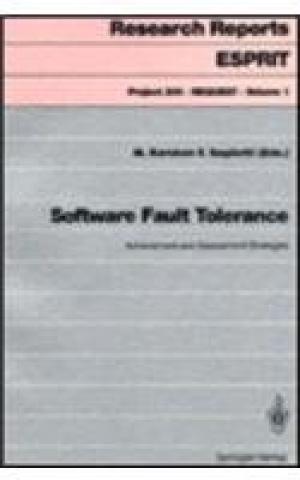 Research Reports
ESPRIT
Project 300 · REQUEST · Volume 1
M. Kersken F. Saglietti (Eds.)
Software Fault Tolerance
Achievement and Assessment Strategies
Springer-Verlag